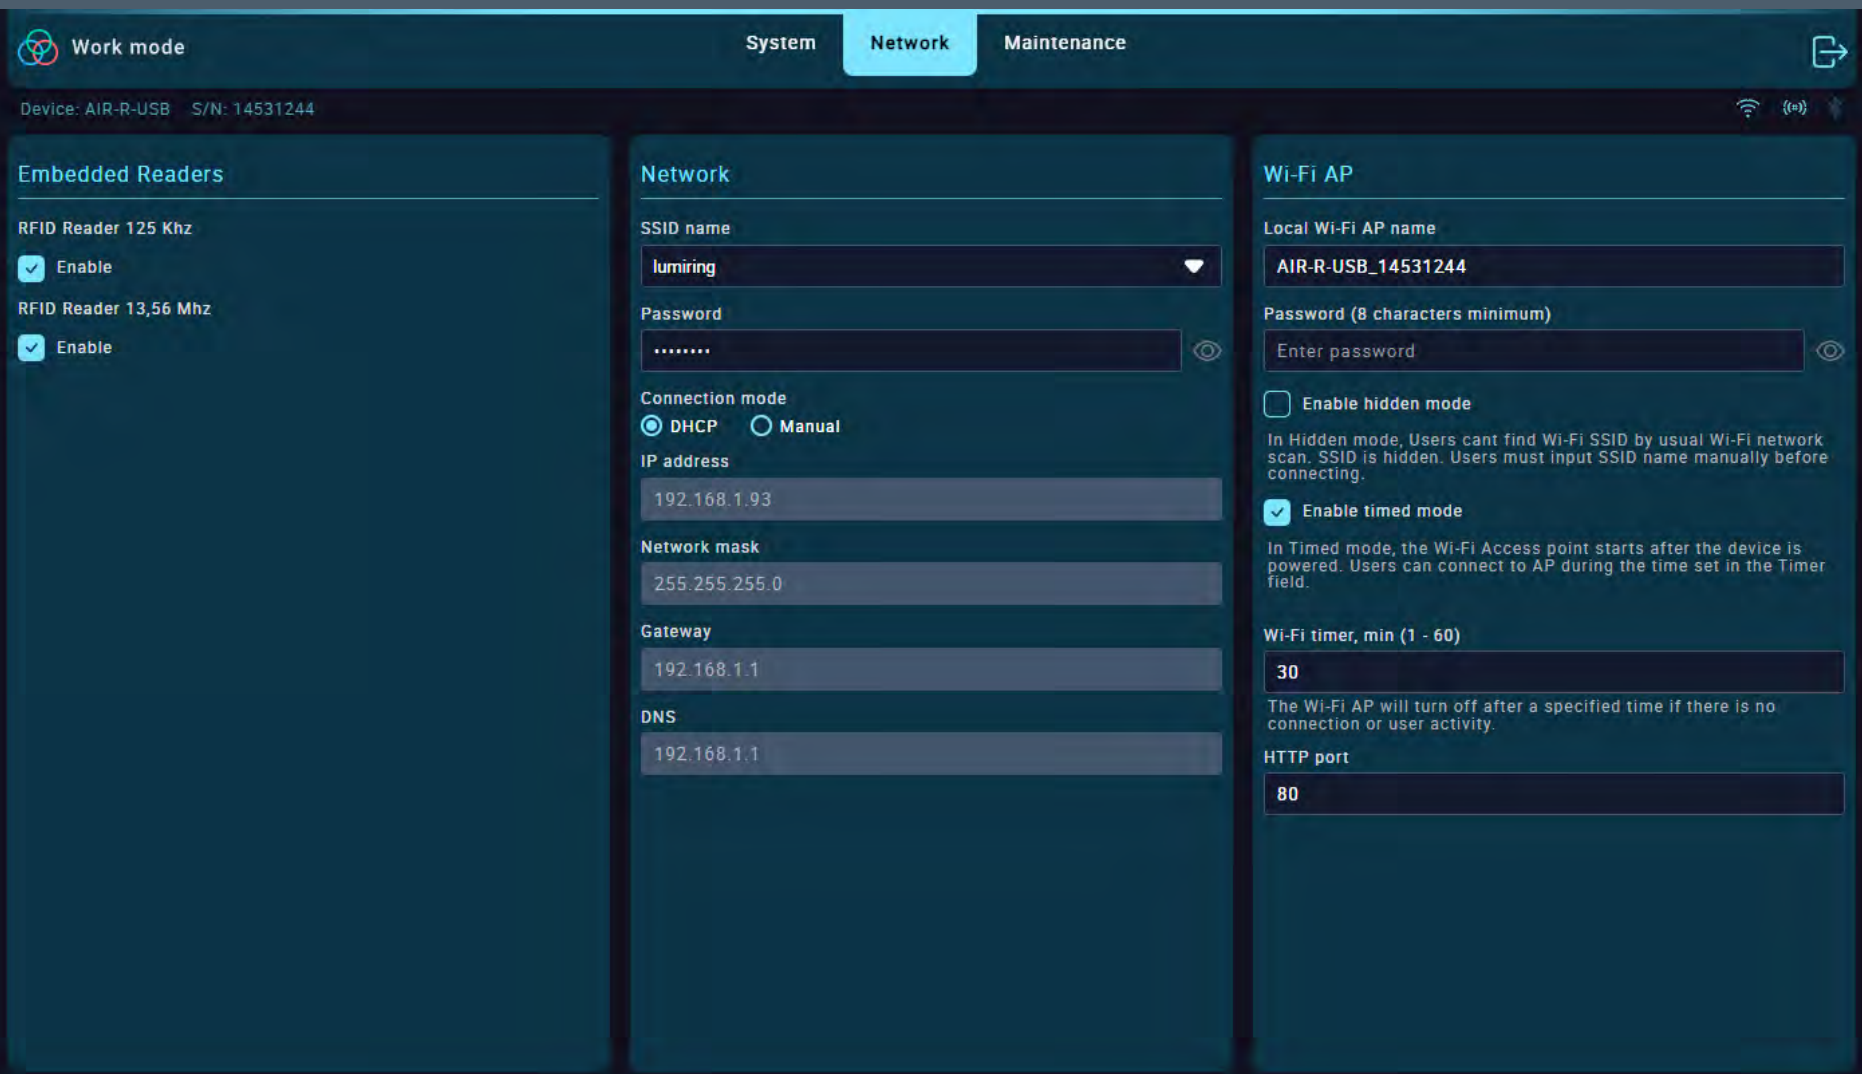 Work mode
System
Network
Maintenance
Device: AIR-R-USB S/N: 14531244
Embedded Readers
RFID Reader 125 Khz
Enable
RFID Reader 13,56 Mhz
Enable
Network
SSID name
lumiring
Password
••••••••
Connection mode
DHCP Manual
IP address
192.168.1.93
Network mask
255.255.255.0
Gateway
192.168.1.1
DNS
192.168.1.1
Wi-Fi AP
Local Wi-Fi AP name
AIR-R-USB_14531244
Password (8 characters minimum)
Enter password
Enable hidden mode
In Hidden mode, Users cant find Wi-Fi SSID by usual Wi-Fi network
scan. SSID is hidden. Users must input SSID name manually before
connecting.
Enable timed mode
In Timed mode, the Wi-Fi Access point starts after the device is
powered. Users can connect to AP during the time set in the Timer
field.
Wi-Fi timer, min (1 - 60)
30
The Wi-Fi AP will turn off after a specified time if there is no
connection or user activity.
HTTP port
80